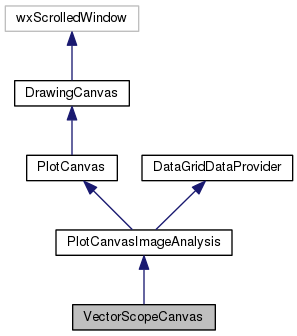 wxScrolledWindow
DrawingCanvas
PlotCanvas
DataGridDataProvider
PlotCanvasImageAnalysis
VectorScopeCanvas